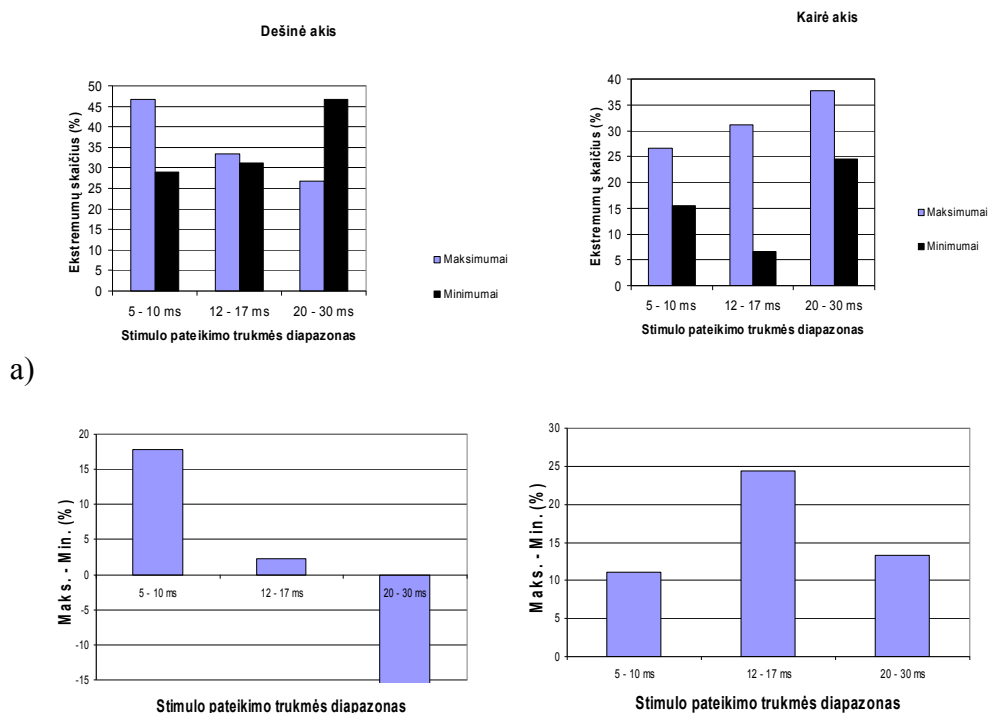 Dešinė akis
Ekstremumų skaičius (%)
50
45
40
35
30
25
20
15
10
5
0
5 - 10 ms 12 - 17 ms 20 - 30 ms
Stimulo pateikimo trukmės diapazonas
Maksimumai
Minimumai
Kairė akis
Ekstremumų skaičius (%)
40
35
30
25
20
15
10
5
0
5 - 10 ms 12 - 17 ms 20 - 30 ms
Stimulo pateikimo trukmės diapazonas
Maksimumai
Minimumai
a)
Maks. - Min. (%)
20
15
10
5
0
-5
-10
-15
5 - 10 ms 12 - 17 ms 20 - 30 ms
Stimulo pateikimo trukmės diapazonas
Maks. - Min. (%)
30
25
20
15
10
5
0
5 - 10 ms 12 - 17 ms 20 - 30 ms
Stimulo pateikimo trukmės diapazonas